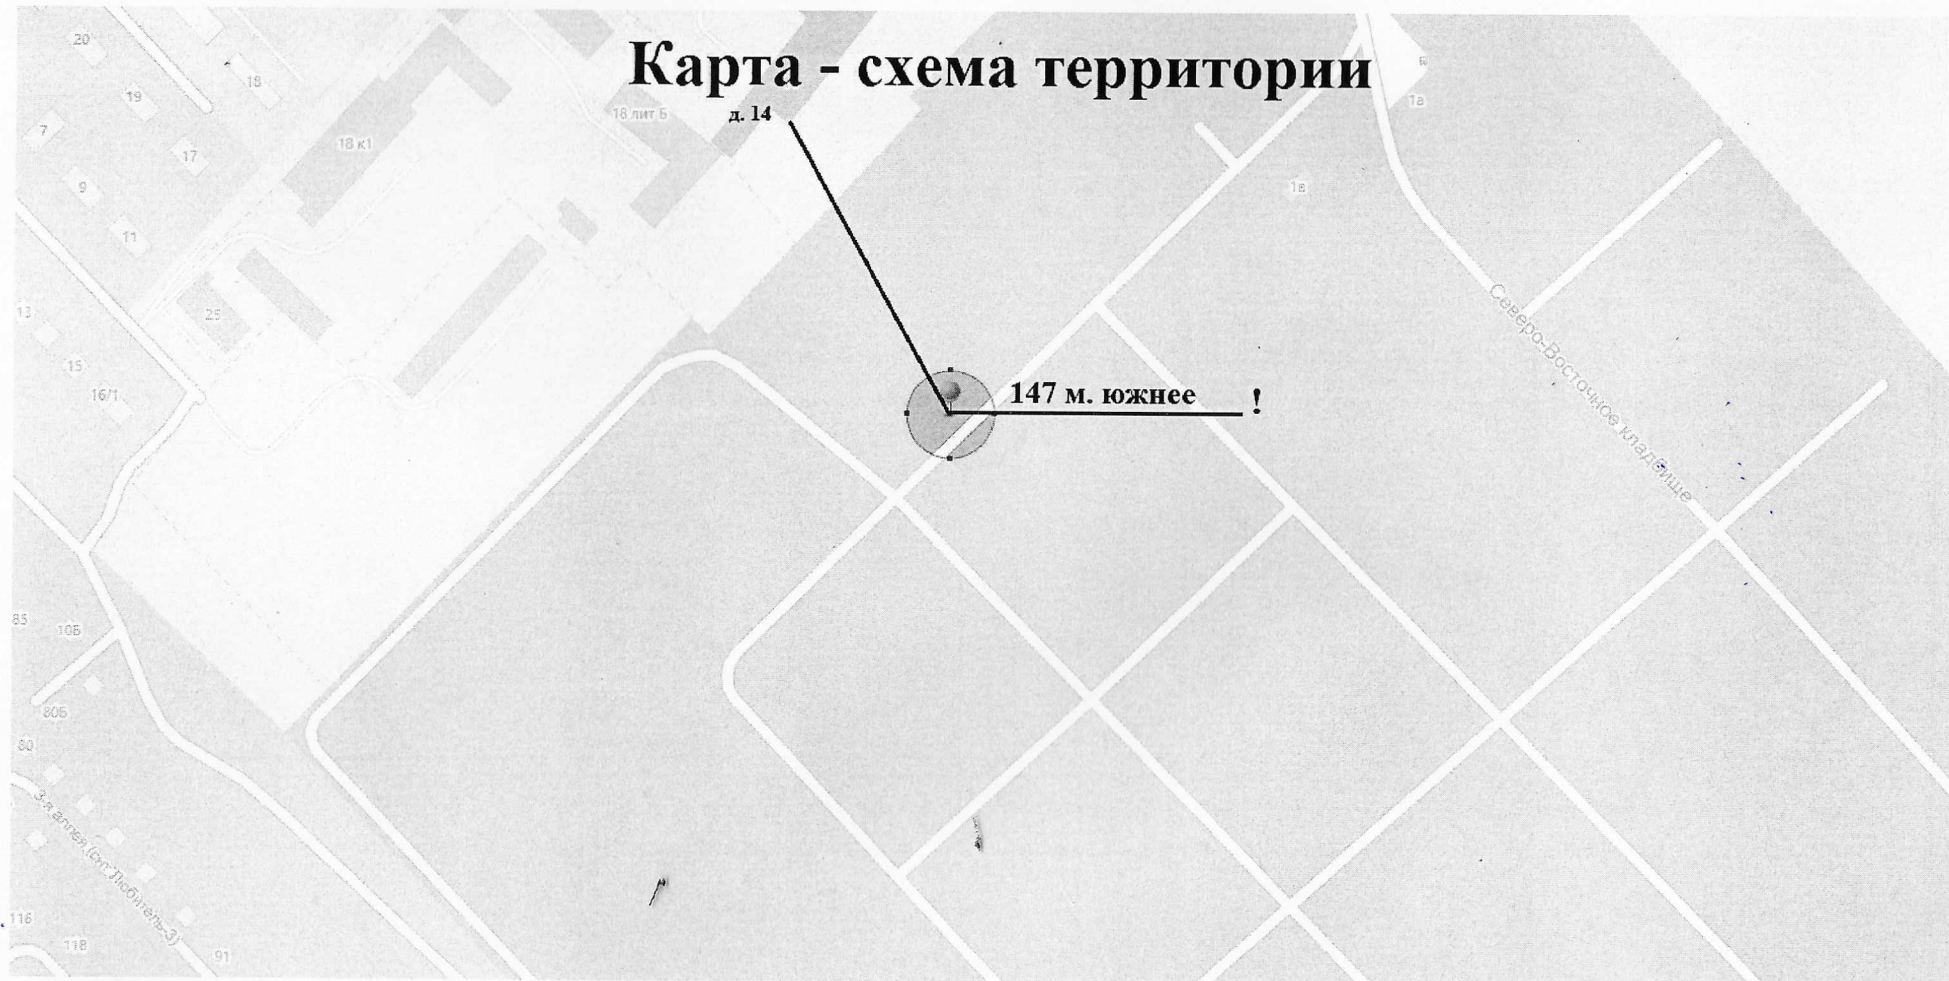 Карта - схема территории
д. 14
147 м. южнее !
Северо-Восточное кладбище
3-я аллея (снт Любитель-3)
20
18
19
7
17
9
11
18 к1
18 лит Б
1а
1в
25
13
15
16/1
85
10Б
80Б
80
116
118
91